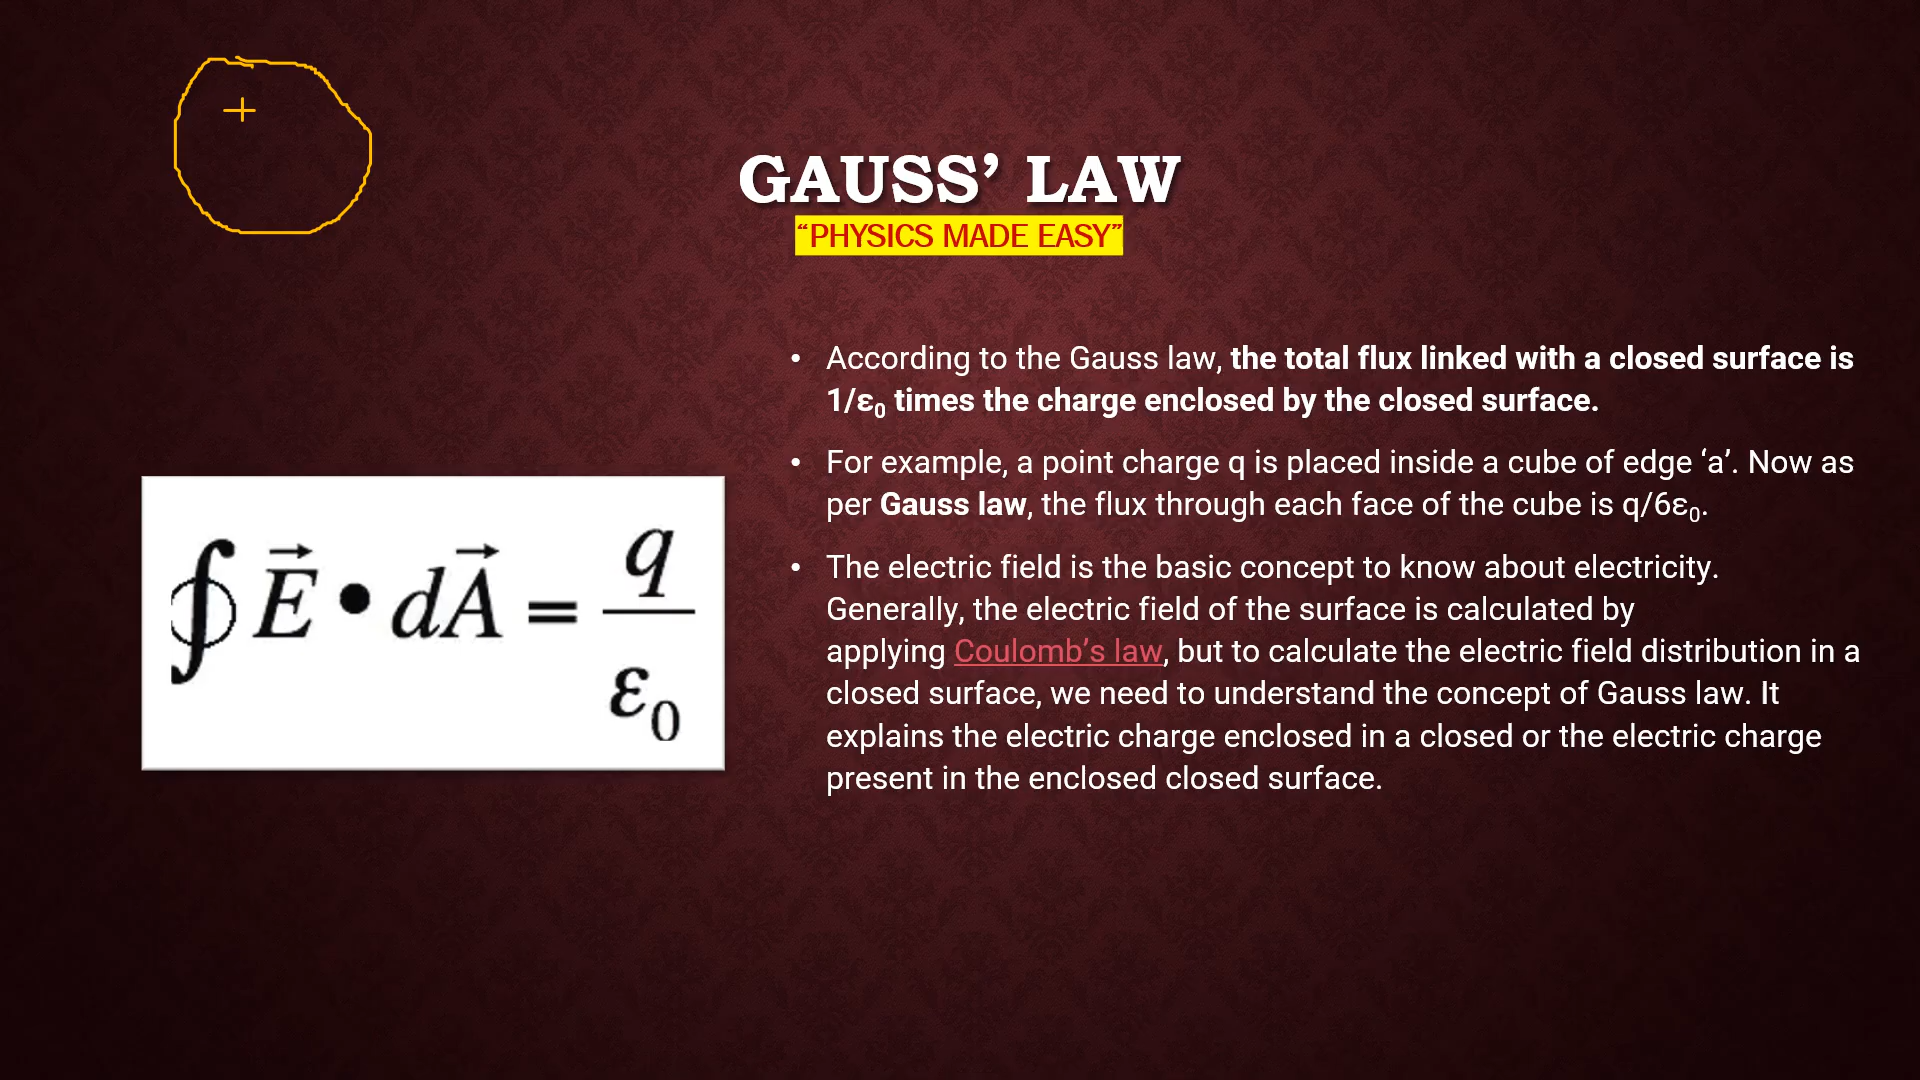 +
GAUSS’ LAW
“PHYSICS MADE EASY”
• According to the Gauss law, the total flux linked with a closed surface is
1/ε₀ times the charge enclosed by the closed surface.
• For example, a point charge q is placed inside a cube of edge ‘a’. Now as
per Gauss law, the flux through each face of the cube is q/6ε₀.
• The electric field is the basic concept to know about electricity.
Generally, the electric field of the surface is calculated by
applying Coulomb’s law, but to calculate the electric field distribution in a
closed surface, we need to understand the concept of Gauss law. It
explains the electric charge enclosed in a closed or the electric charge
present in the enclosed closed surface.
∮ E⃗ • dA⃗ = q/ε₀